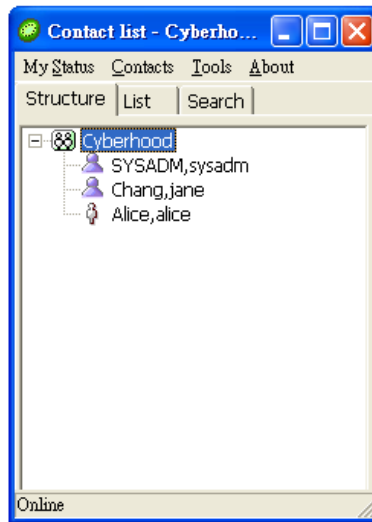 Contact list - Cyberho...
My Status Contacts Tools About
Structure List Search
Cyberhood
SYSADM,sysadm
Chang,jane
Alice,alice
Online